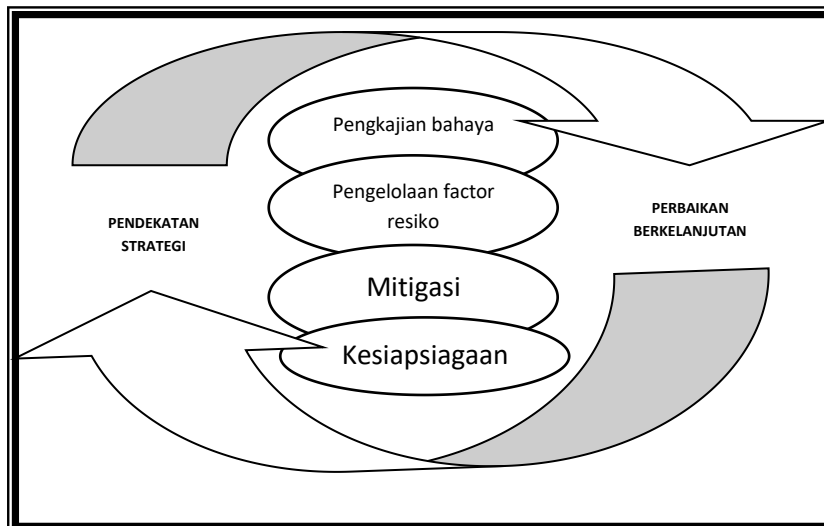 Pengkajian bahaya
Pengelolaan factor
resiko
PENDEKATAN
STRATEGI
PERBAIKAN
BERKELANJUTAN
Mitigasi
Kesiapsiagaan